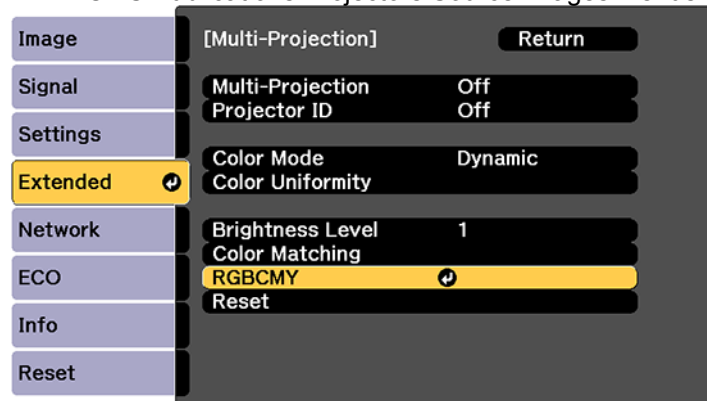 Image
Signal
Settings
Extended
Network
ECO
Info
Reset
[Multi-Projection] Return
Multi-Projection Off
Projector ID Off
Color Mode Dynamic
Color Uniformity
Brightness Level 1
Color Matching
RGBCMY
Reset